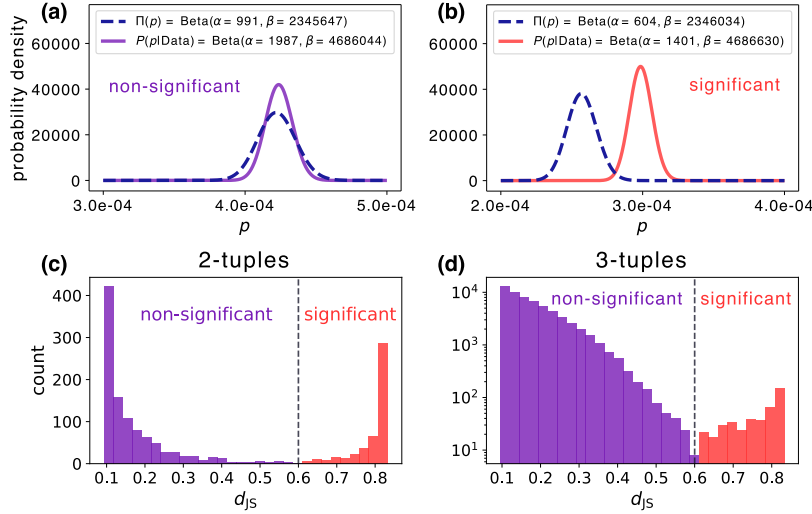 (a)
Π(p) = Beta(α = 991, β = 2345647)
P(p|Data) = Beta(α = 1987, β = 4686044)
non-significant
probability density
60000
40000
20000
0
3.0e-04
4.0e-04
5.0e-04
p
(b)
Π(p) = Beta(α = 604, β = 2346034)
P(p|Data) = Beta(α = 1401, β = 4686630)
significant
60000
40000
20000
0
2.0e-04
3.0e-04
4.0e-04
p
(c)
2-tuples
non-significant
significant
count
400
300
200
100
0
0.1 0.2 0.3 0.4 0.5 0.6 0.7 0.8
d_JS
(d)
3-tuples
non-significant
significant
10⁴
10³
10²
10¹
0.1 0.2 0.3 0.4 0.5 0.6 0.7 0.8
d_JS